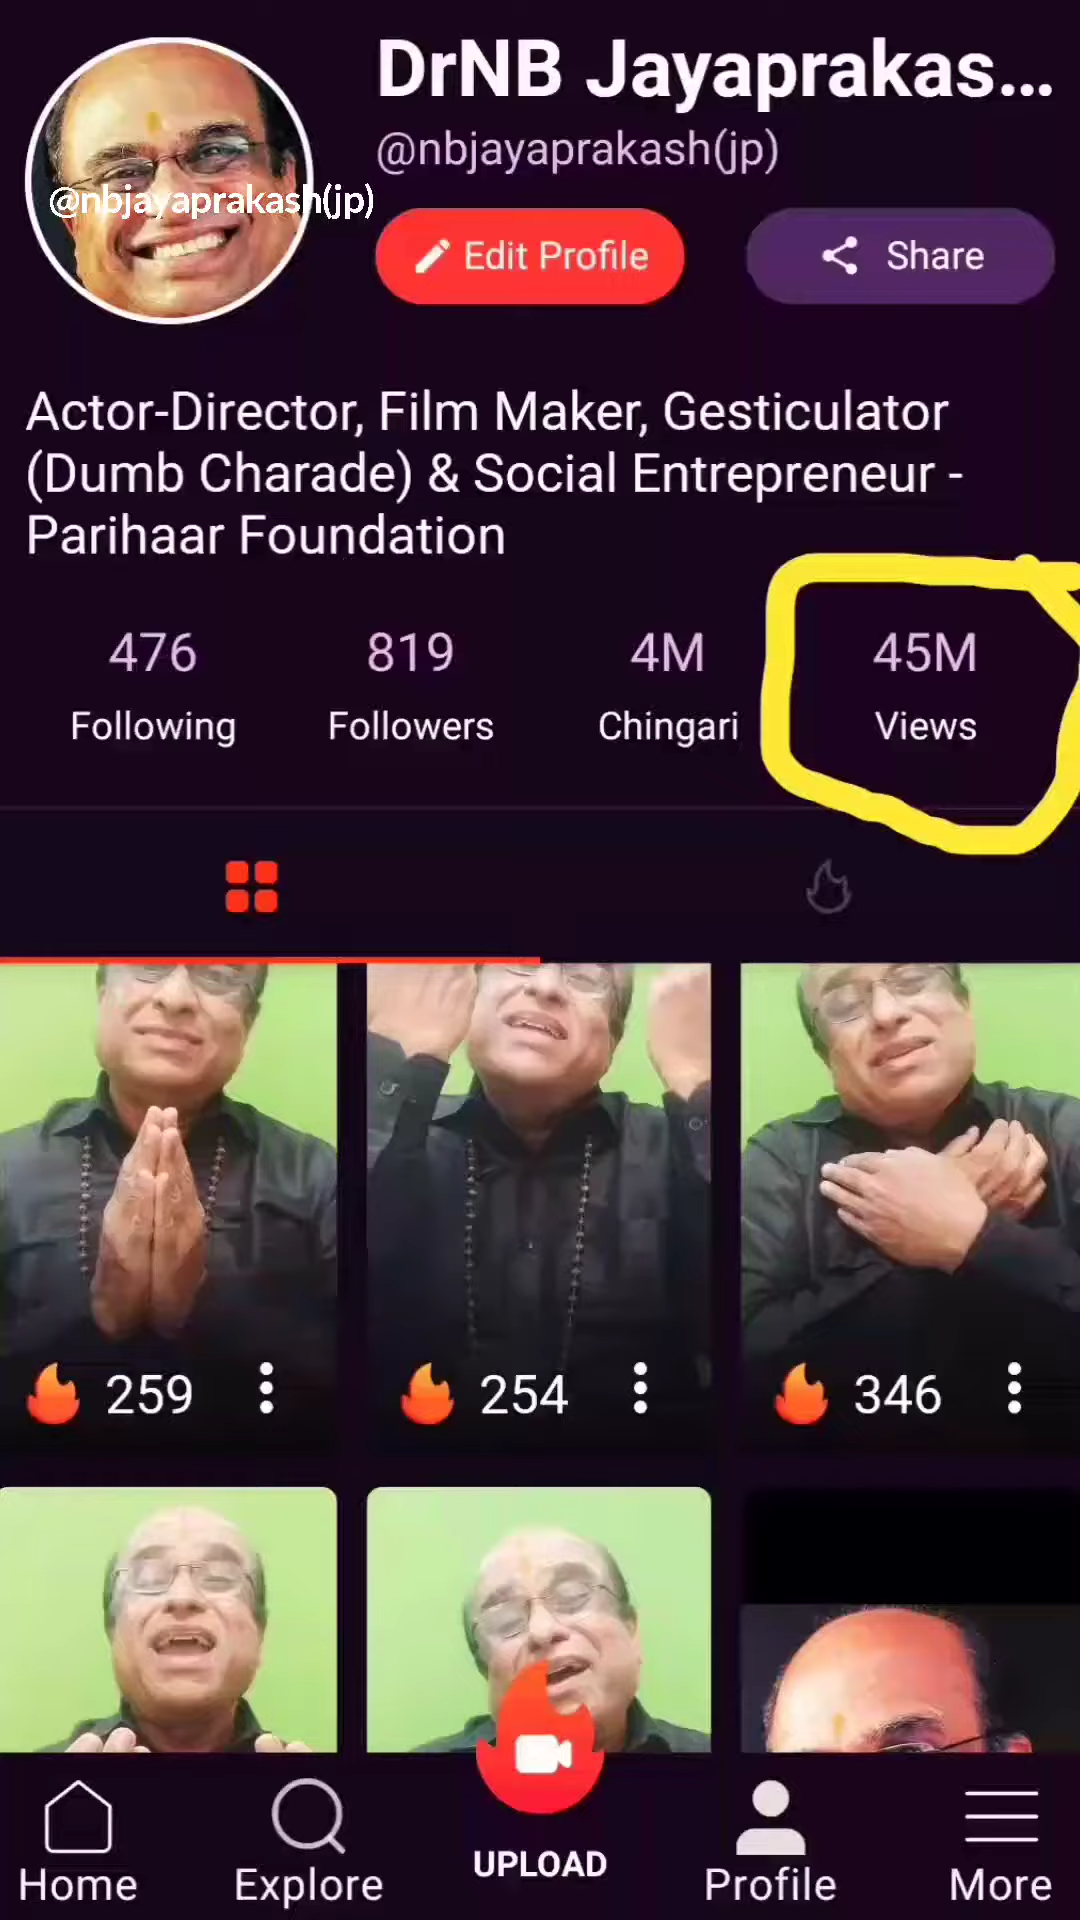 DrNB Jayaprakas...
@nbjayaprakash(jp)
@nbjayaprakash(jp)
Edit Profile
Share
Actor-Director, Film Maker, Gesticulator
(Dumb Charade) & Social Entrepreneur -
Parihaar Foundation
476 819 4M 45M
Following Followers Chingari Views
259 254 346
UPLOAD
Home Explore Profile More